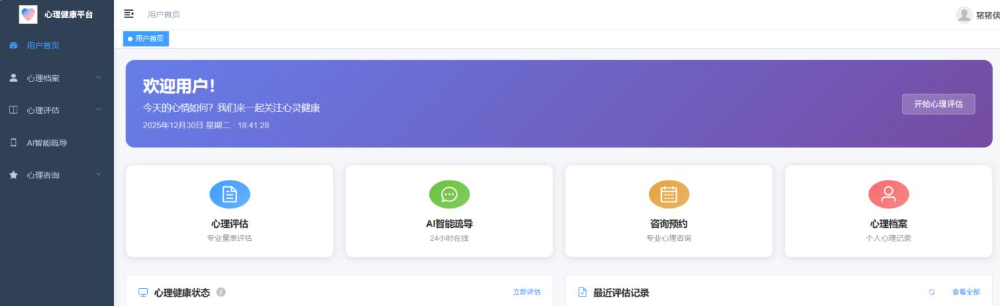 心理健康平台
用户首页
猪猪侠
用户首页
用户首页
心理档案
心理评估
AI智能疏导
心理咨询
欢迎用户!
今天的心情如何？我们来一起关注心灵健康
2025年12月30日 星期二 · 18:41:28
开始心理评估
心理评估
专业量表评估
AI智能疏导
24小时在线
咨询预约
专业心理咨询
心理档案
个人心理记录
心理健康状态
立即评估
最近评估记录
查看全部